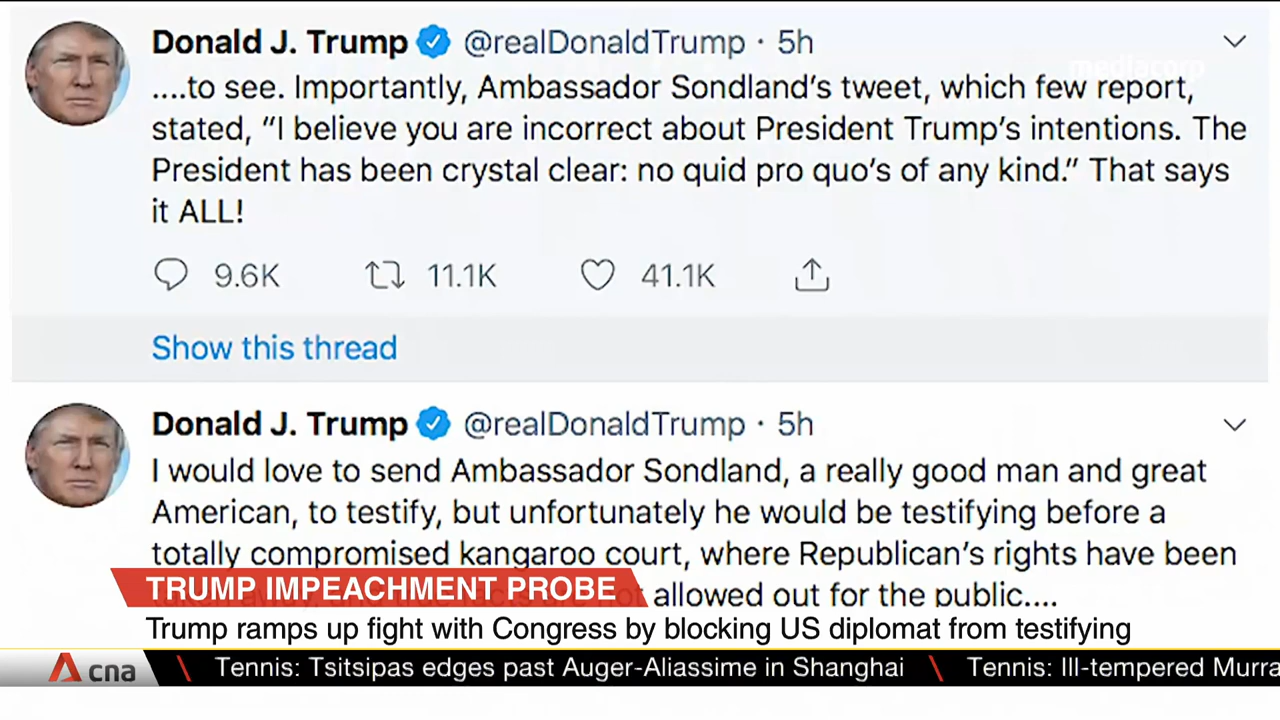 Donald J. Trump @realDonaldTrump · 5h
mediacorp
....to see. Importantly, Ambassador Sondland's tweet, which few report,
stated, "I believe you are incorrect about President Trump's intentions. The
President has been crystal clear: no quid pro quo's of any kind." That says
it ALL!
9.6K 11.1K 41.1K
Show this thread
Donald J. Trump @realDonaldTrump · 5h
I would love to send Ambassador Sondland, a really good man and great
American, to testify, but unfortunately he would be testifying before a
totally compromised kangaroo court, where Republican's rights have been
allowed out for the public....
TRUMP IMPEACHMENT PROBE
Trump ramps up fight with Congress by blocking US diplomat from testifying
cna \ Tennis: Tsitsipas edges past Auger-Aliassime in Shanghai \ Tennis: Ill-tempered Murra